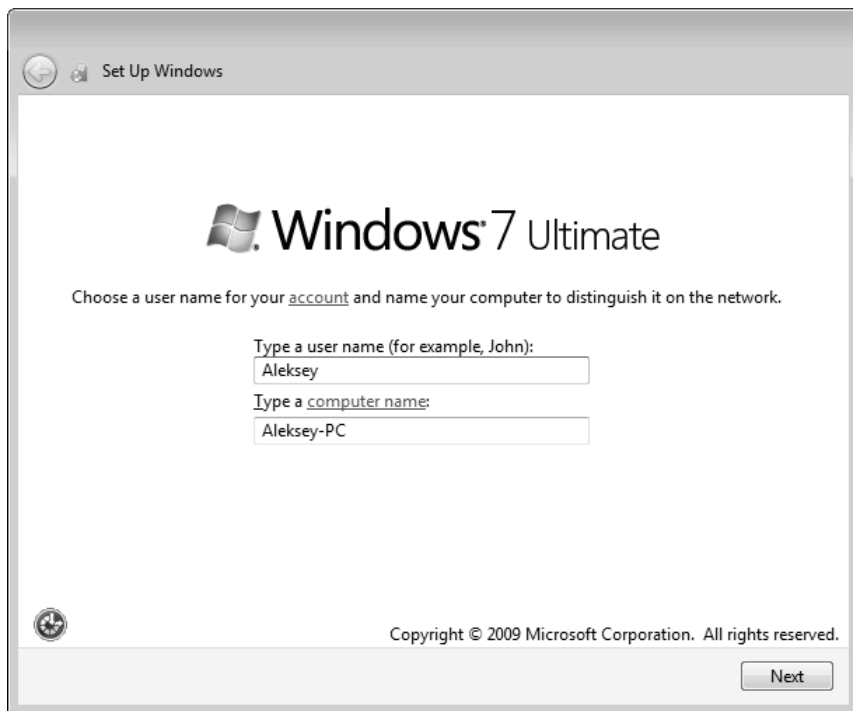 Set Up Windows
Windows® 7 Ultimate
Choose a user name for your account and name your computer to distinguish it on the network.
Type a user name (for example, John):
Aleksey
Type a computer name:
Aleksey-PC
Copyright © 2009 Microsoft Corporation. All rights reserved.
Next